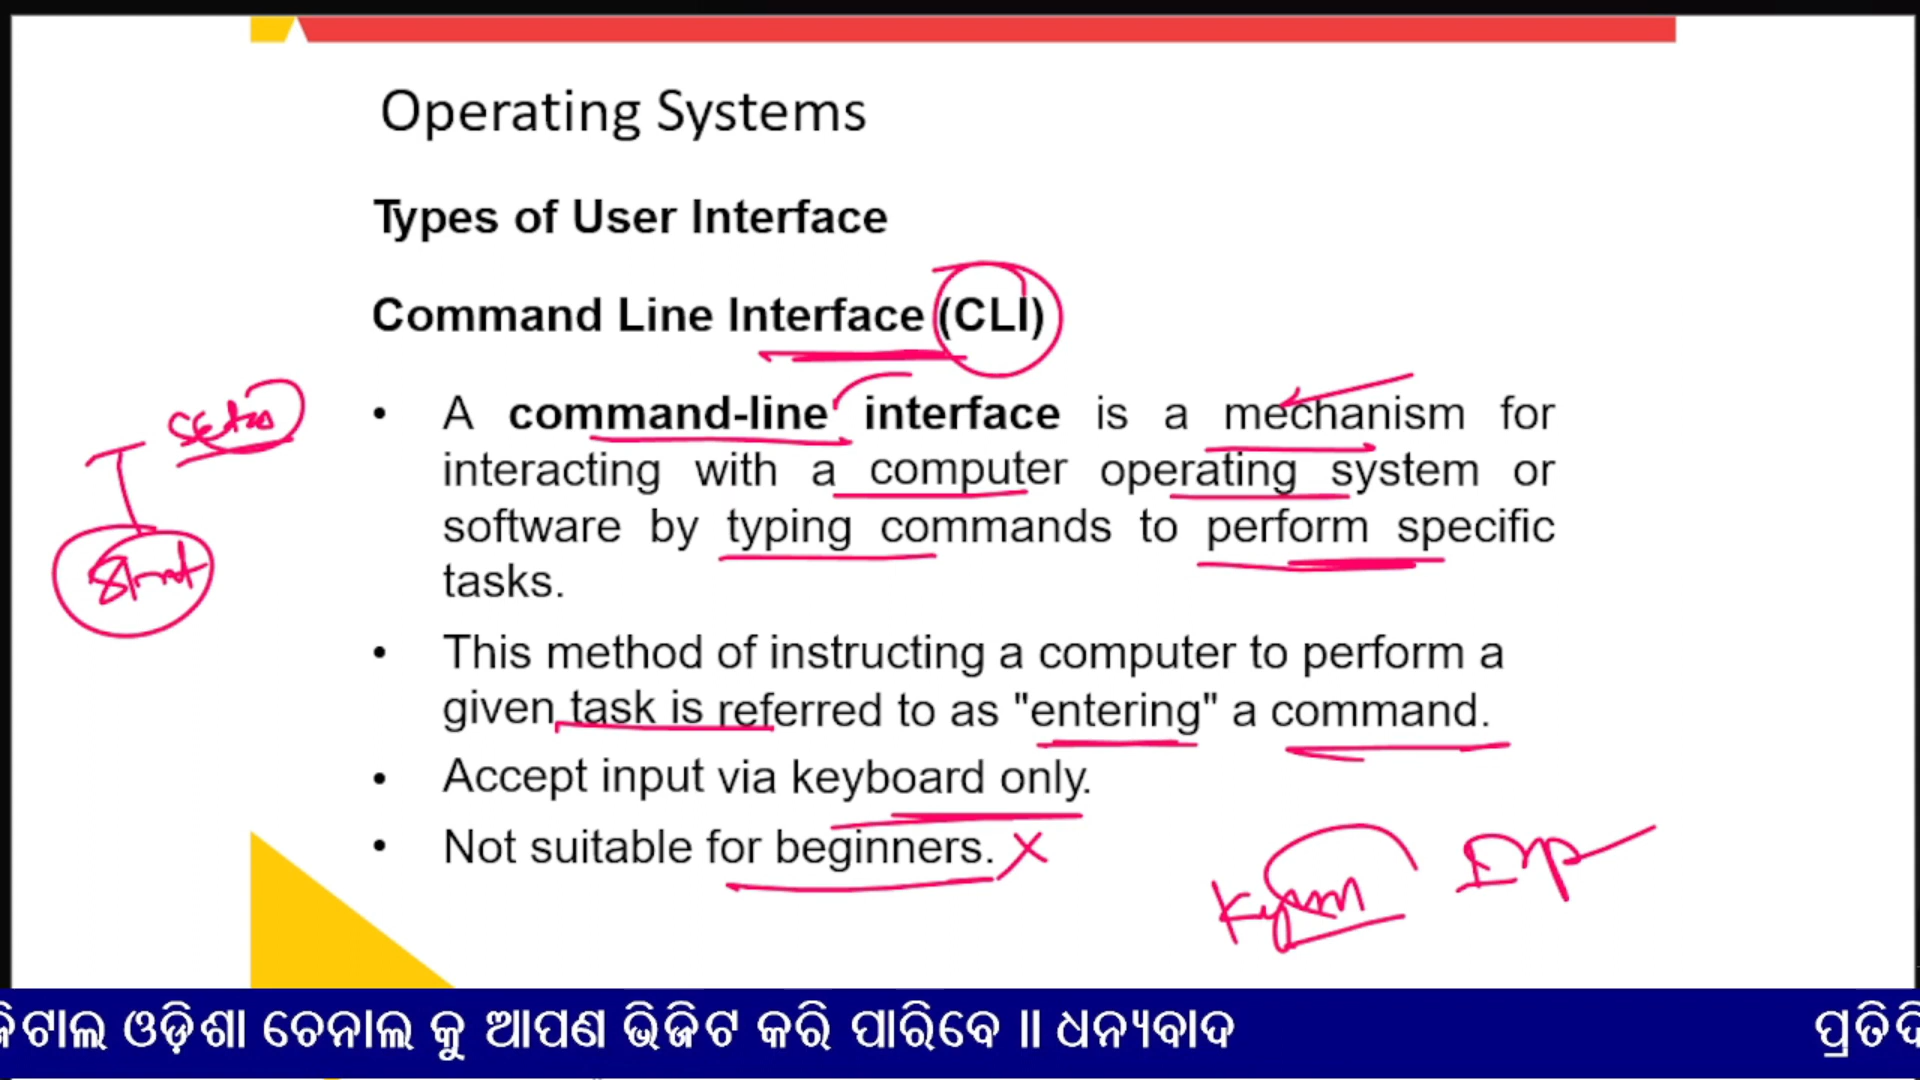 Operating Systems
Types of User Interface
Command Line Interface (CLI)
• A command-line interface is a mechanism for
interacting with a computer operating system or
software by typing commands to perform specific
tasks.
• This method of instructing a computer to perform a
given task is referred to as "entering" a command.
• Accept input via keyboard only.
• Not suitable for beginners.
ଓଡ଼ିଶା ଚେନାଲ କୁ ଆପଣ ଭିଜିଟ କରି ପାରିବେ ॥ ଧନ୍ୟବାଦ